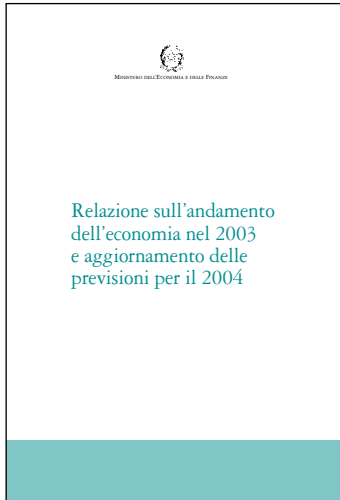 MINISTERO DELL'ECONOMIA E DELLE FINANZE
Relazione sull'andamento
dell'economia nel 2003
e aggiornamento delle
previsioni per il 2004